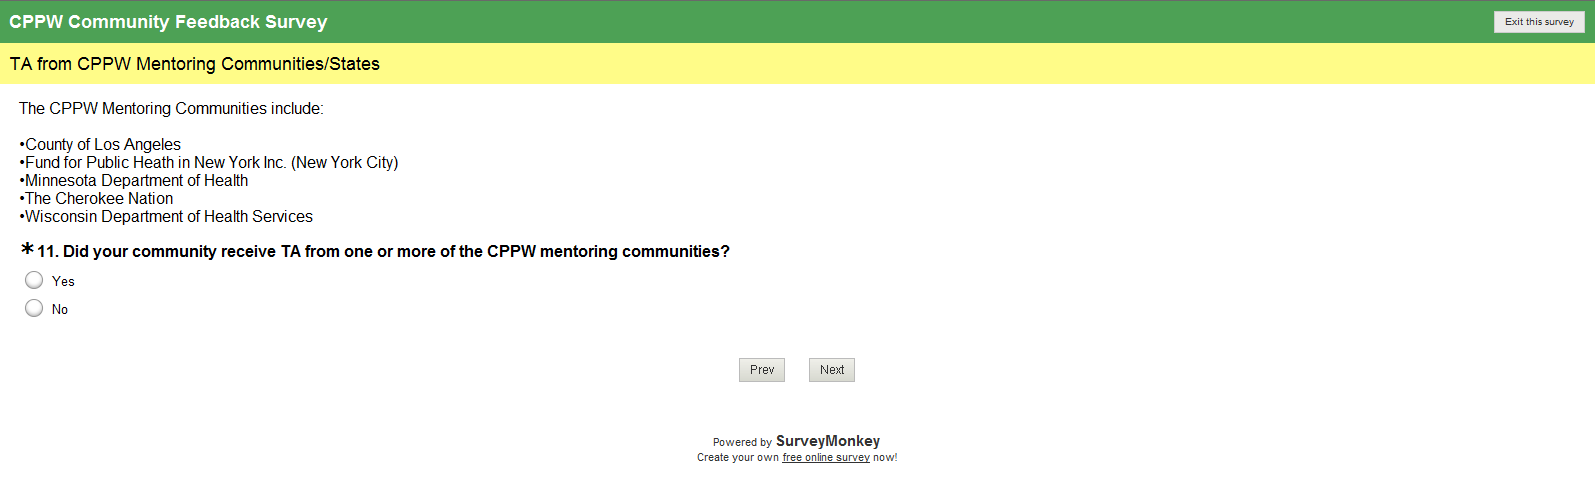 CPPW Community Feedback Survey
Exit this survey
TA from CPPW Mentoring Communities/States
The CPPW Mentoring Communities include:
•County of Los Angeles
•Fund for Public Heath in New York Inc. (New York City)
•Minnesota Department of Health
•The Cherokee Nation
•Wisconsin Department of Health Services
*11. Did your community receive TA from one or more of the CPPW mentoring communities?
Yes
No
Prev Next
Powered by SurveyMonkey
Create your own free online survey now!